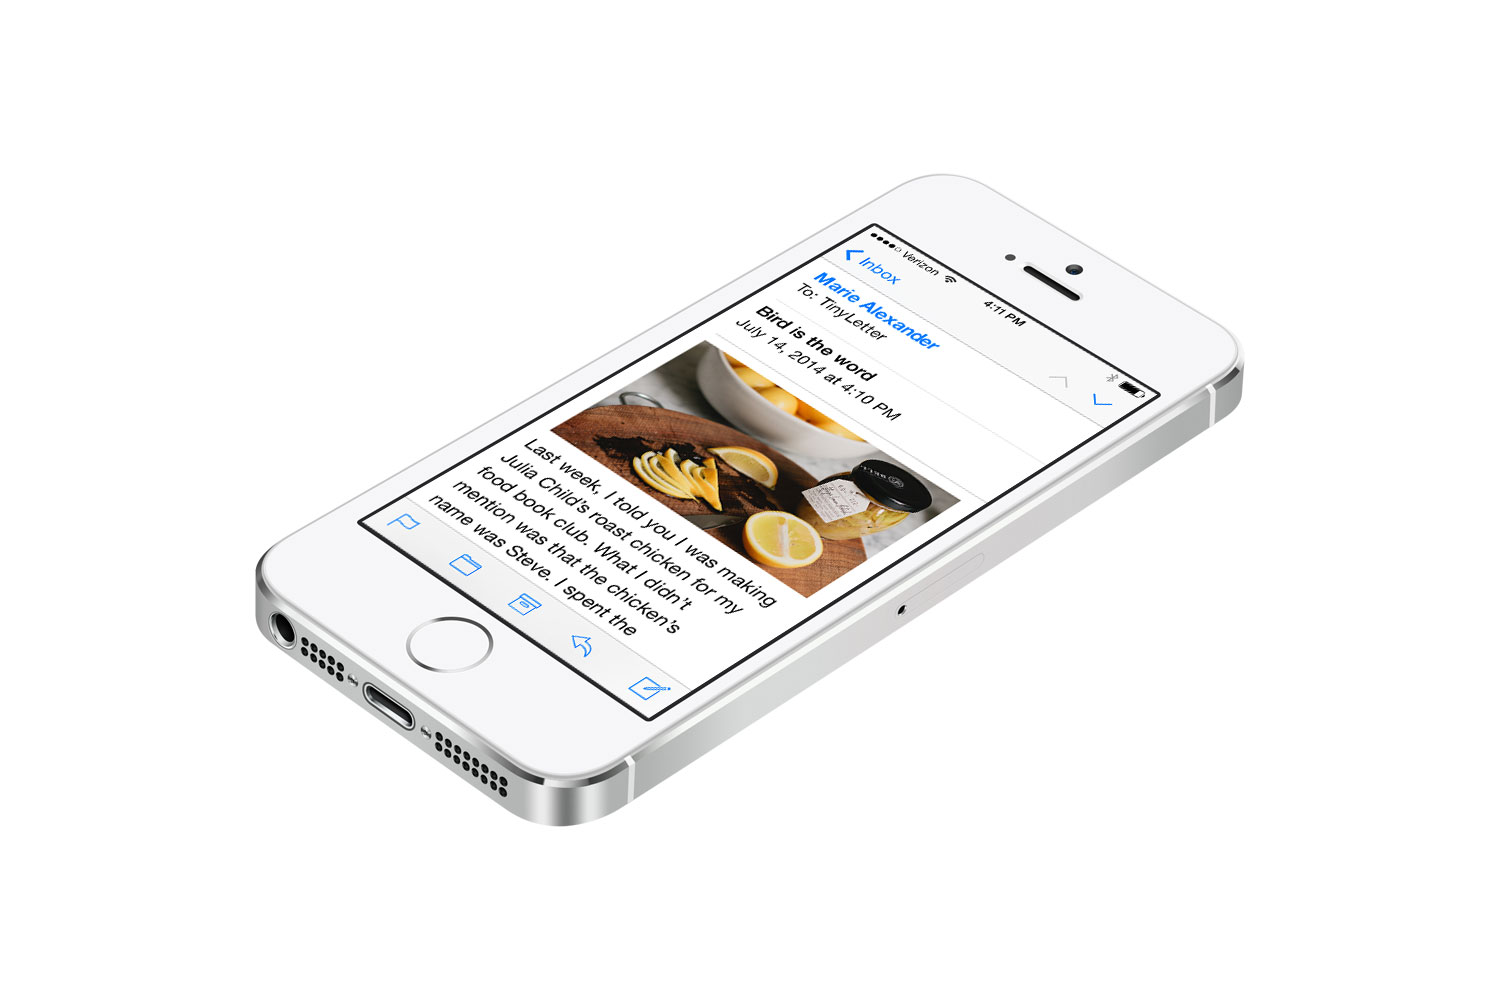 Verizon 4:11 PM
Inbox
Marie Alexander
To: TinyLetter
Bird is the word
July 14, 2014 at 4:10 PM
Last week, I told you I was making
Julia Child's roast chicken for my
food book club. What I didn't
mention was that the chicken's
name was Steve. I spent the